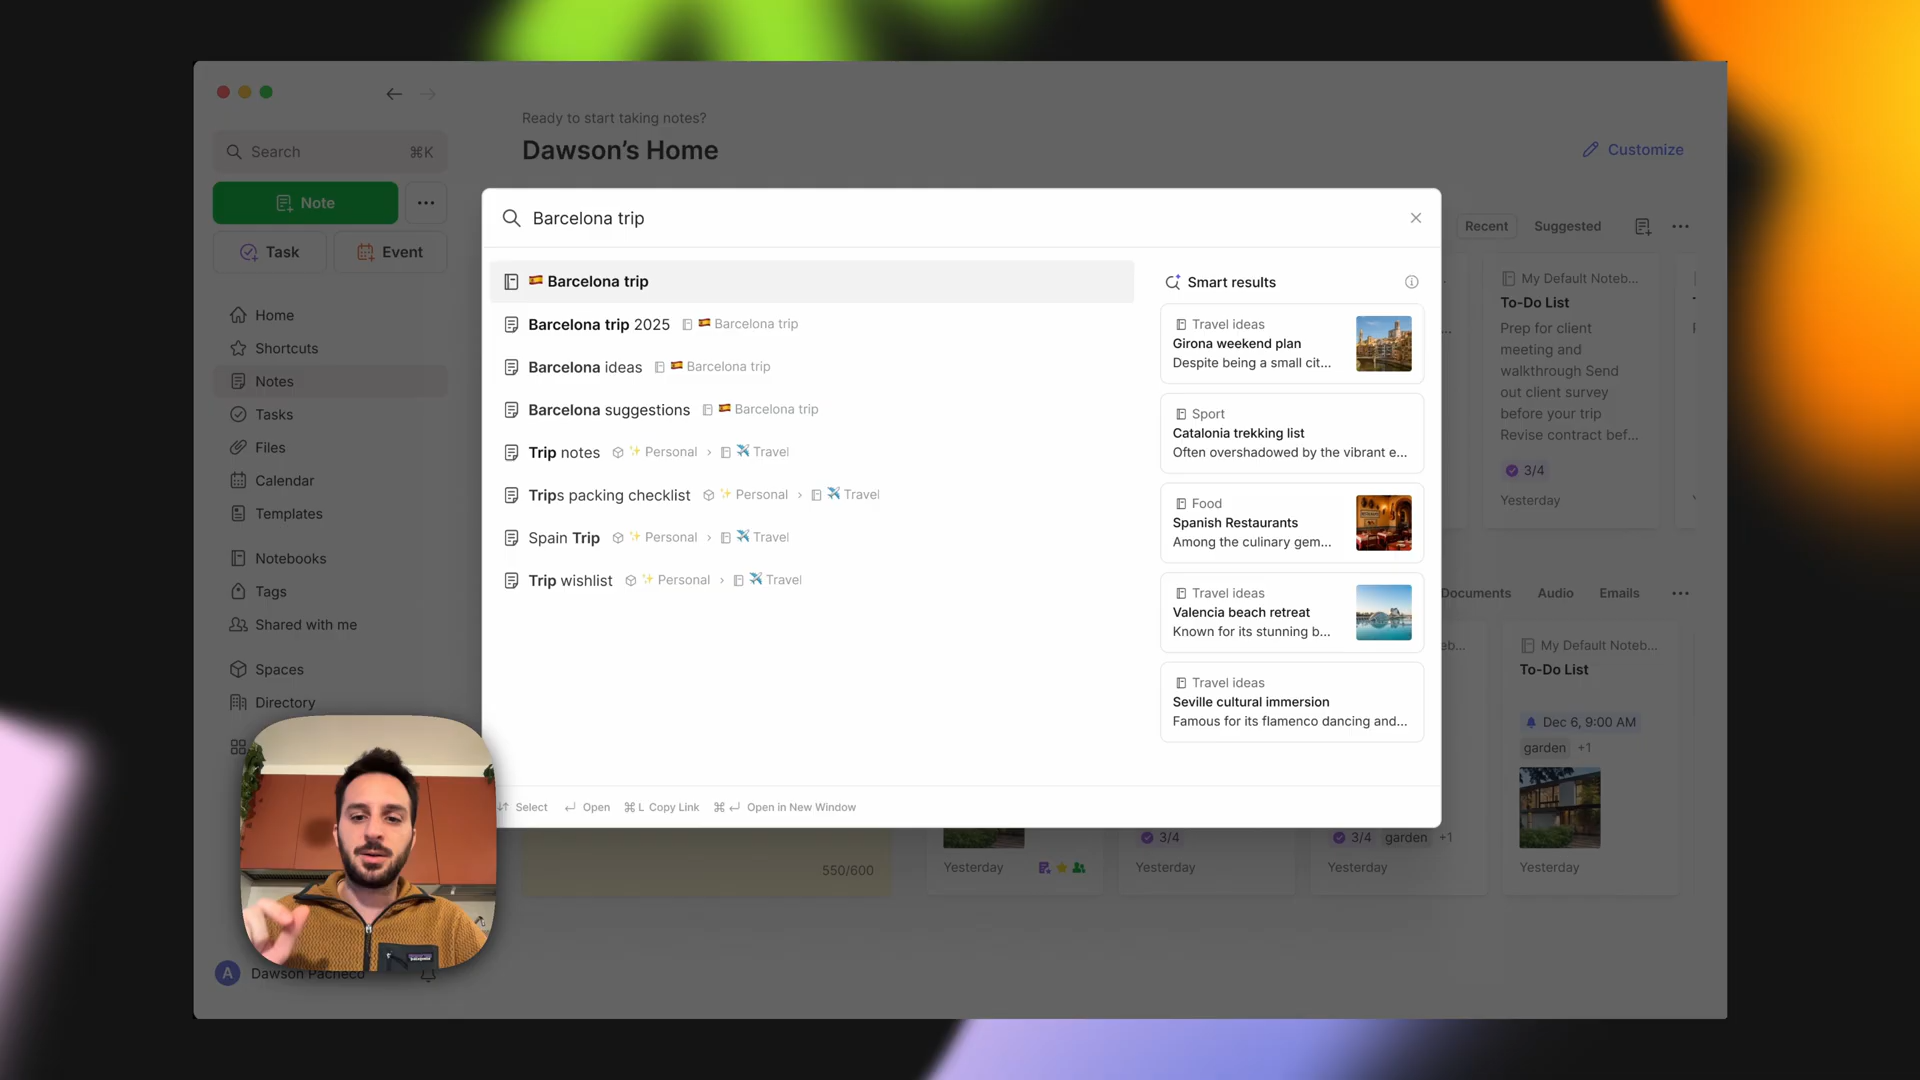 Ready to start taking notes?
Search ⌘K
Dawson's Home
Customize
Note
Task
Event
Recent
Suggested
Home
Shortcuts
Notes
Tasks
Files
Calendar
Templates
Notebooks
Tags
Shared with me
Spaces
Directory
Dawson Pacheco
A
Barcelona trip
🇪🇸 Barcelona trip
Barcelona trip 2025 🇪🇸 Barcelona trip
Barcelona ideas 🇪🇸 Barcelona trip
Barcelona suggestions 🇪🇸 Barcelona trip
Trip notes ✨ Personal › ✈️ Travel
Trips packing checklist ✨ Personal › ✈️ Travel
Spain Trip ✨ Personal › ✈️ Travel
Trip wishlist ✨ Personal › ✈️ Travel
Smart results
Travel ideas
Girona weekend plan
Despite being a small cit...
Sport
Catalonia trekking list
Often overshadowed by the vibrant e...
Food
Spanish Restaurants
Among the culinary gem...
Travel ideas
Valencia beach retreat
Known for its stunning b...
Travel ideas
Seville cultural immersion
Famous for its flamenco dancing and...
Select Open ⌘ L Copy Link ⌘ Open in New Window
My Default Noteb...
To-Do List
Prep for client
meeting and
walkthrough Send
out client survey
before your trip
Revise contract bef...
3/4
Yesterday
Documents
Audio
Emails
My Default Noteb...
To-Do List
Dec 6, 9:00 AM
garden +1
Yesterday
550/600
Yesterday
3/4
Yesterday
3/4 garden +1
Yesterday